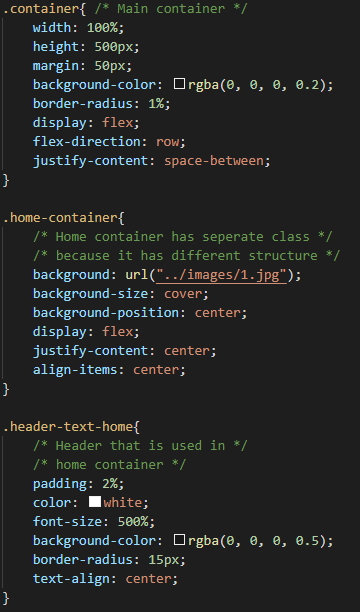 .container{ /* Main container */
    width: 100%;
    height: 500px;
    margin: 50px;
    background-color: rgba(0, 0, 0, 0.2);
    border-radius: 1%;
    display: flex;
    flex-direction: row;
    justify-content: space-between;
}

.home-container{
    /* Home container has seperate class */
    /* because it has different structure */
    background: url("../images/1.jpg");
    background-size: cover;
    background-position: center;
    display: flex;
    justify-content: center;
    align-items: center;
}

.header-text-home{
    /* Header that is used in */
    /* home container */
    padding: 2%;
    color: white;
    font-size: 500%;
    background-color: rgba(0, 0, 0, 0.5);
    border-radius: 15px;
    text-align: center;
}